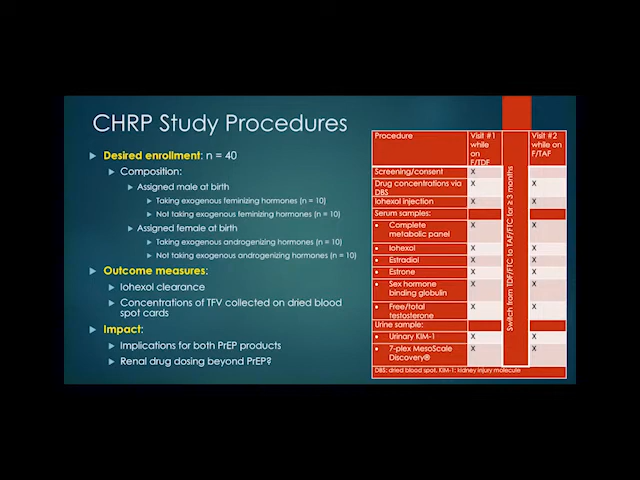 CHRP Study Procedures
Desired enrollment: n = 40
Composition:
Assigned male at birth
Taking exogenous feminizing hormones (n = 10)
Not taking exogenous feminizing hormones (n = 10)
Assigned female at birth
Taking exogenous androgenizing hormones (n = 10)
Not taking exogenous androgenizing hormones (n = 10)
Outcome measures:
Iohexol clearance
Concentrations of TFV collected on dried blood
spot cards
Impact:
Implications for both PrEP products
Renal drug dosing beyond PrEP?
Procedure
Visit #1
while
on
F/TDF
Switch from TDF/FTC to TAF/FTC for ≥ 3 months
Visit #2
while on
F/TAF
Screening/consent X
Drug concentrations via X X
DBS
Iohexol injection X X
Serum samples:
Complete X X
metabolic panel
Iohexol X X
Estradiol X X
Estrone X X
Sex hormone X X
binding globulin
Free/total X X
testosterone
Urine sample:
Urinary KIM-1 X X
7-plex MesoScale X X
Discovery®
DBS: dried blood spot, KIM-1: kidney injury molecule